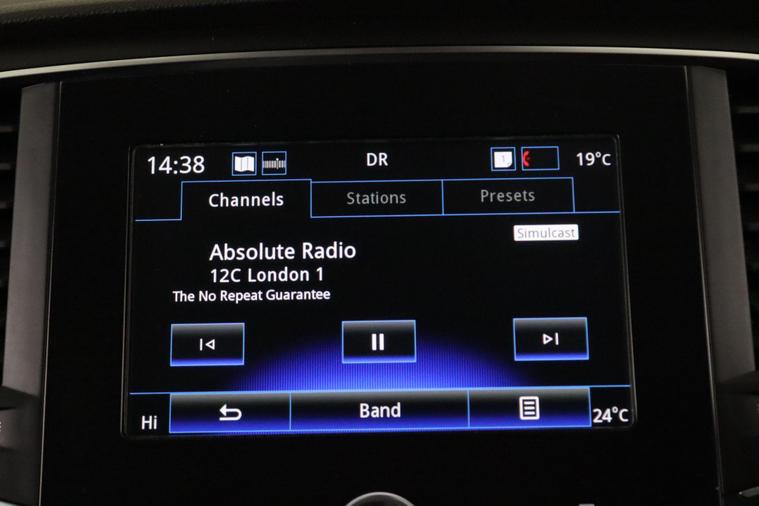 14:38 DR 19°c
Channels Stations Presets
Simulcast
Absolute Radio
12C London 1
The No Repeat Guarantee
Hi Band 24°c